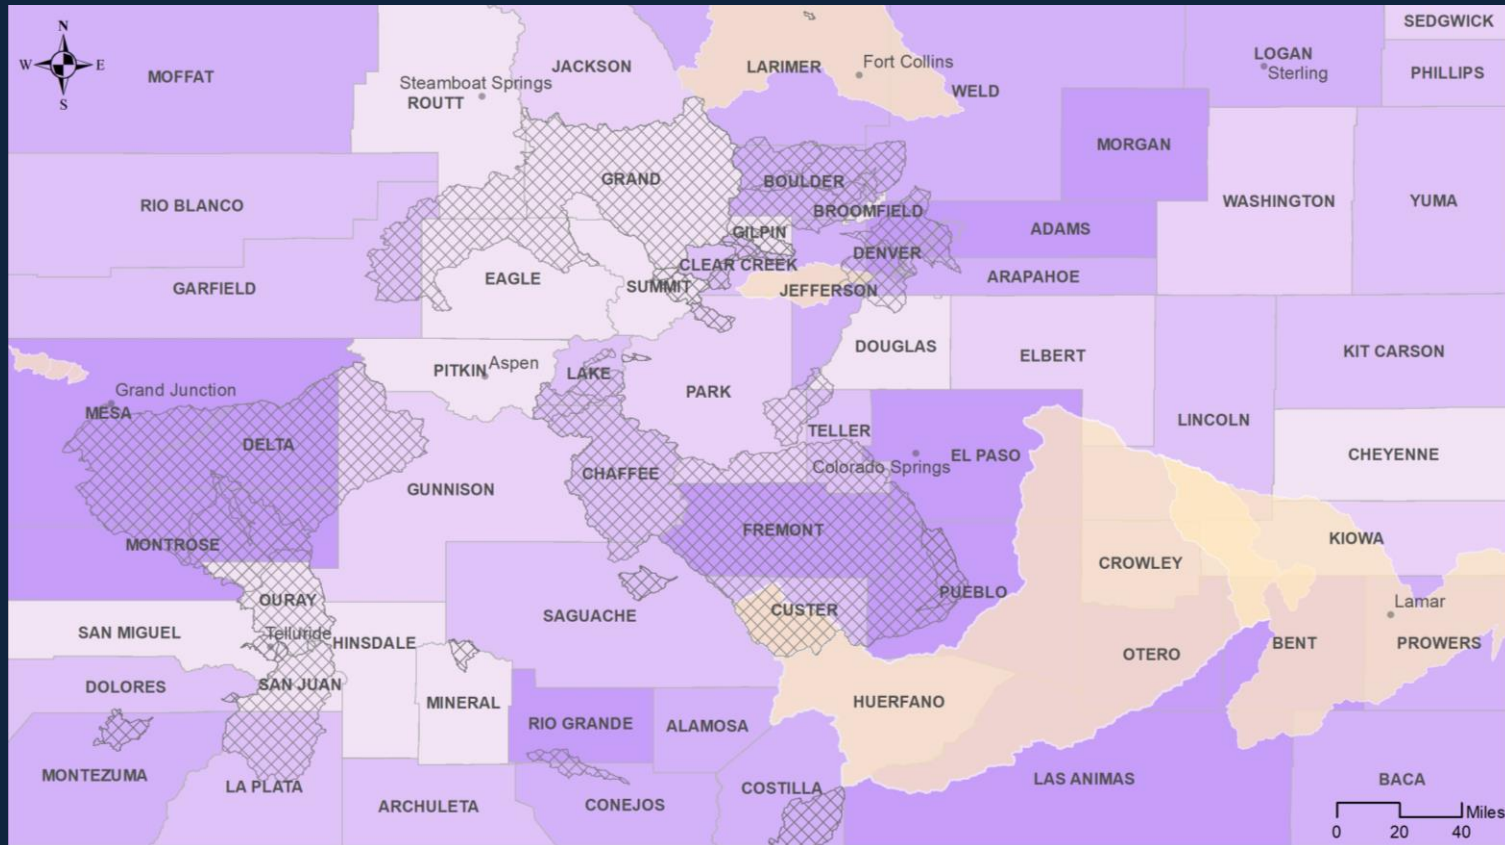 N
W E
S
MOFFAT
Steamboat Springs
ROUTT
JACKSON
LARIMER
Fort Collins
WELD
LOGAN
Sterling
SEDGWICK
PHILLIPS
MORGAN
RIO BLANCO
GRAND
BOULDER
BROOMFIELD
WASHINGTON
YUMA
GILPIN
ADAMS
DENVER
CLEAR CREEK
ARAPAHOE
GARFIELD
EAGLE
SUMMIT
JEFFERSON
DOUGLAS
ELBERT
KIT CARSON
PITKIN
Aspen
LAKE
PARK
Grand Junction
MESA
DELTA
TELLER
LINCOLN
CHEYENNE
GUNNISON
CHAFFEE
Colorado Springs
EL PASO
FREMONT
MONTROSE
KIOWA
CROWLEY
OURAY
CUSTER
PUEBLO
Lamar
SAGUACHE
SAN MIGUEL
Telluride
HINSDALE
OTERO
BENT
PROWERS
DOLORES
SAN JUAN
MINERAL
HUERFANO
RIO GRANDE
ALAMOSA
MONTEZUMA
LA PLATA
ARCHULETA
CONEJOS
COSTILLA
LAS ANIMAS
BACA
Miles
0 20 40